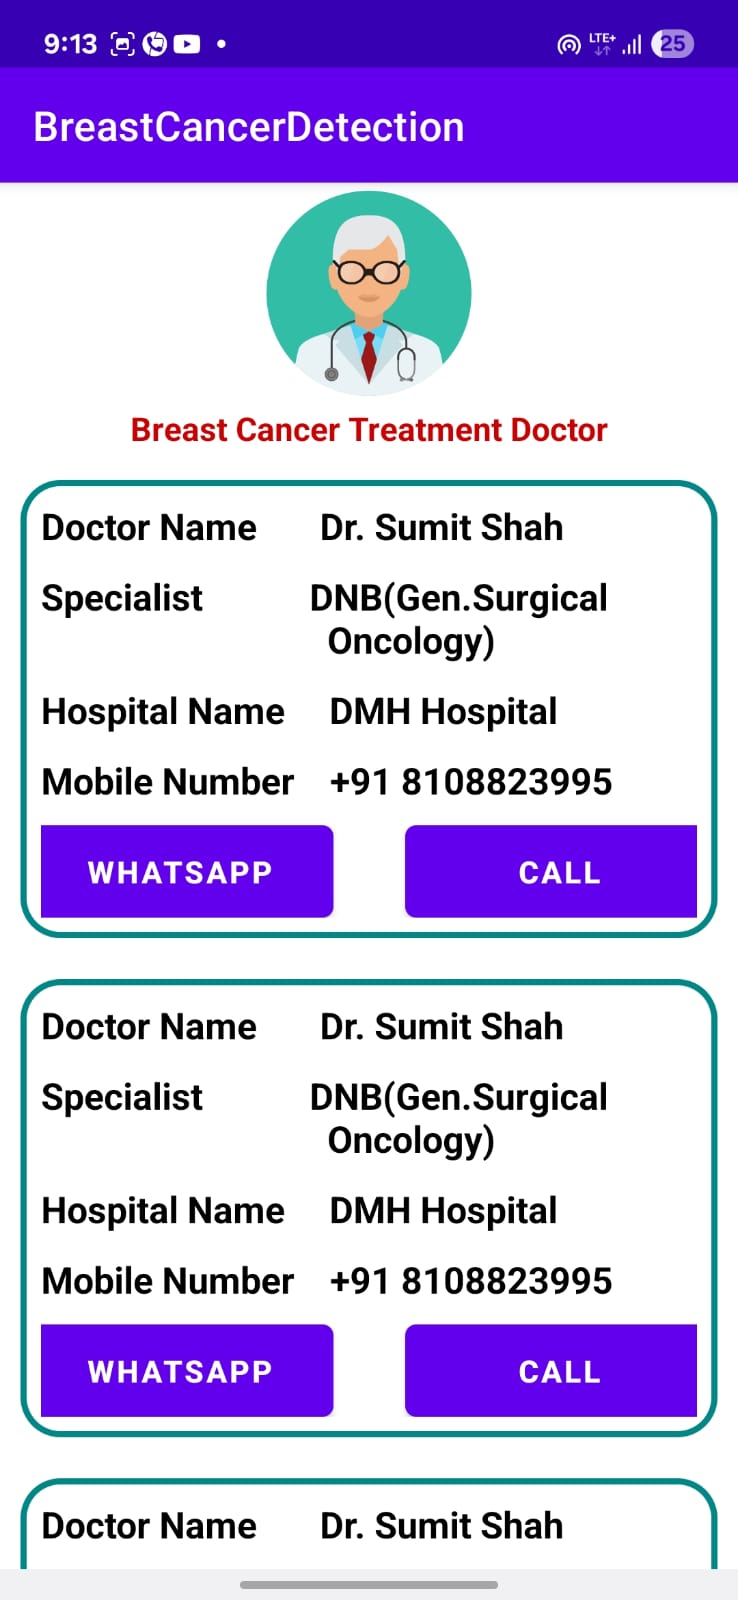 9:13 LTE+ 25
BreastCancerDetection
Breast Cancer Treatment Doctor
Doctor Name Dr. Sumit Shah
Specialist DNB(Gen.Surgical
Oncology)
Hospital Name DMH Hospital
Mobile Number +91 8108823995
WHATSAPP CALL
Doctor Name Dr. Sumit Shah
Specialist DNB(Gen.Surgical
Oncology)
Hospital Name DMH Hospital
Mobile Number +91 8108823995
WHATSAPP CALL
Doctor Name Dr. Sumit Shah